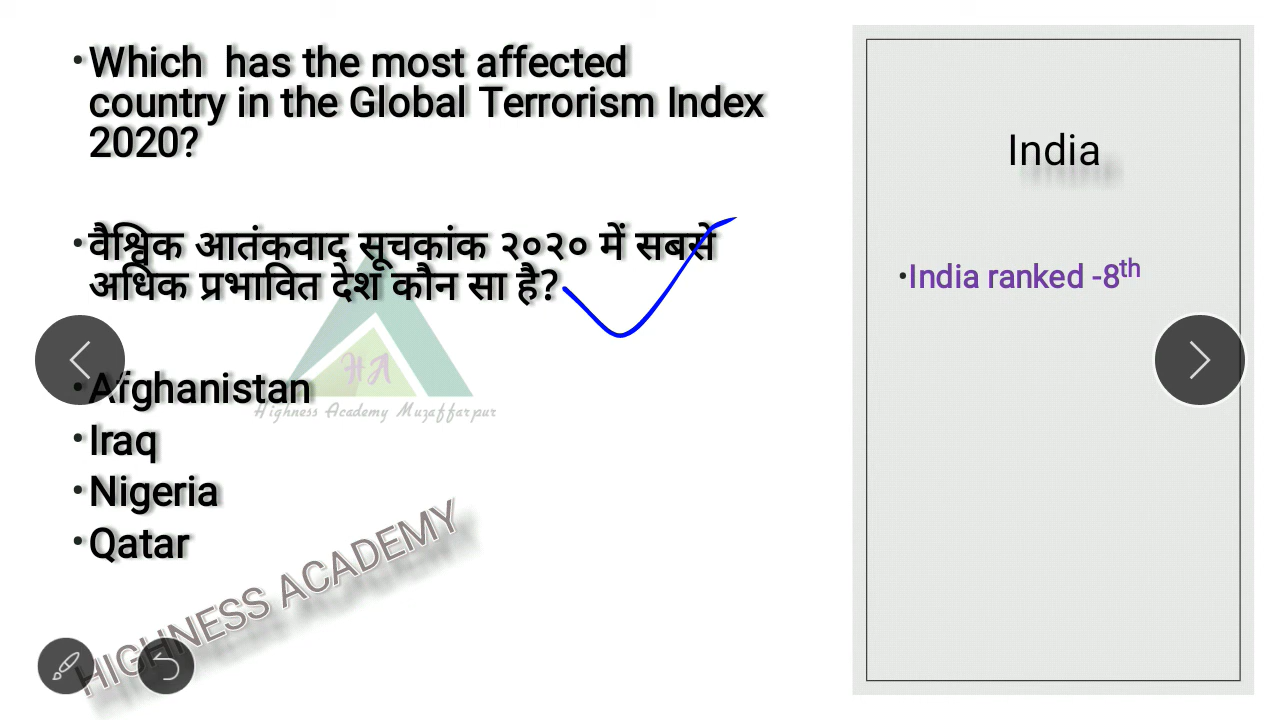 •Which has the most affected
country in the Global Terrorism Index
2020?
•वैश्विक आतंकवाद सूचकांक २०२० में सबसे
अधिक प्रभावित देश कौन सा है?
•Afghanistan
•Iraq
•Nigeria
•Qatar
HA
Highness Academy Muzaffarpur
HIGHNESS ACADEMY
India
•India ranked -8th